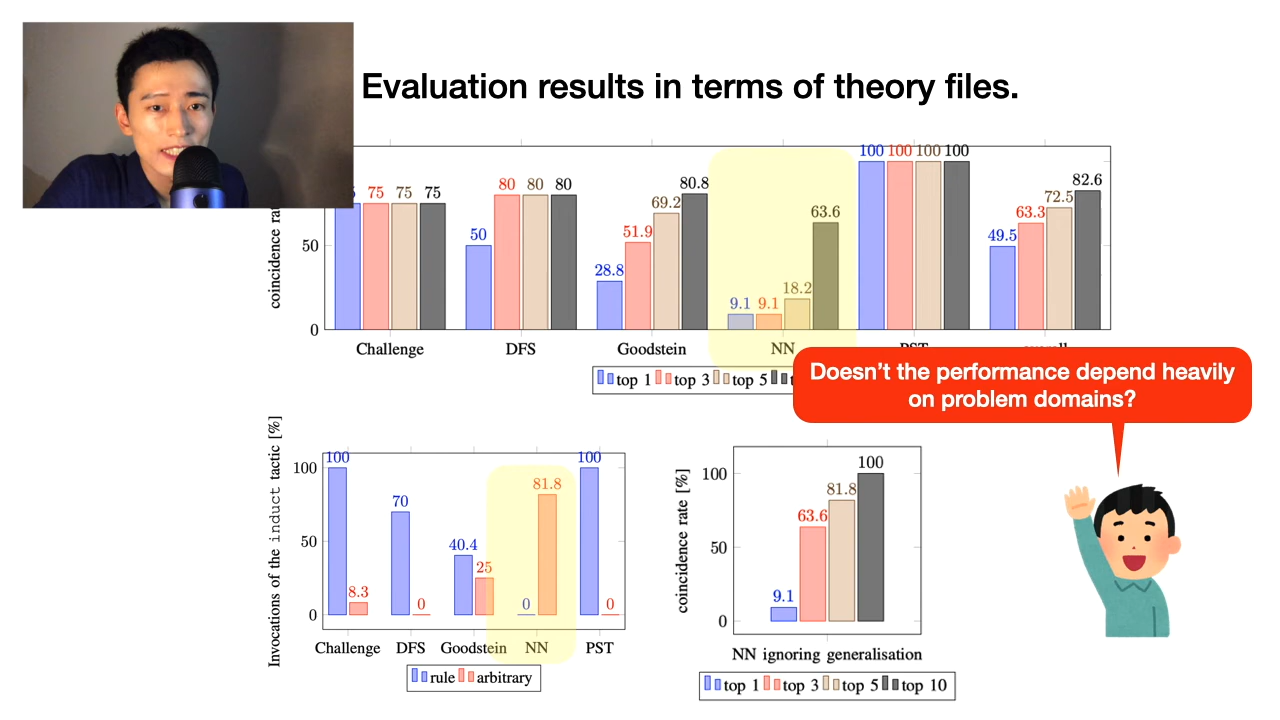 Evaluation results in terms of theory files.
coincidence
50
0
5 75 75 75
50 80 80 80
28.8 51.9 69.2 80.8
9.1 9.1 18.2 63.6
100 100 100 100
49.5 63.3 72.5 82.6
Challenge DFS Goodstein NN
top 1 top 3 top 5
Doesn't the performance depend heavily
on problem domains?
Invocations of the induct tactic [%]
100
50
0
100 8.3
70 0
40.4 25
0 81.8
100 0
Challenge DFS Goodstein NN PST
rule arbitrary
coincidence rate [%]
100
50
0
9.1 63.6 81.8 100
NN ignoring generalisation
top 1 top 3 top 5 top 10